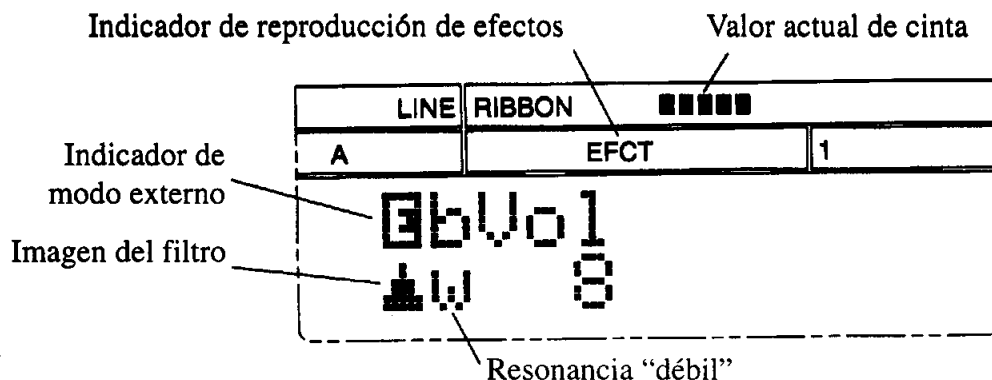 Indicador de reproducción de efectos
Valor actual de cinta
LINE RIBBON
A EFCT 1
Indicador de
modo externo
EbVol
Imagen del filtro
w 8
Resonancia “débil”